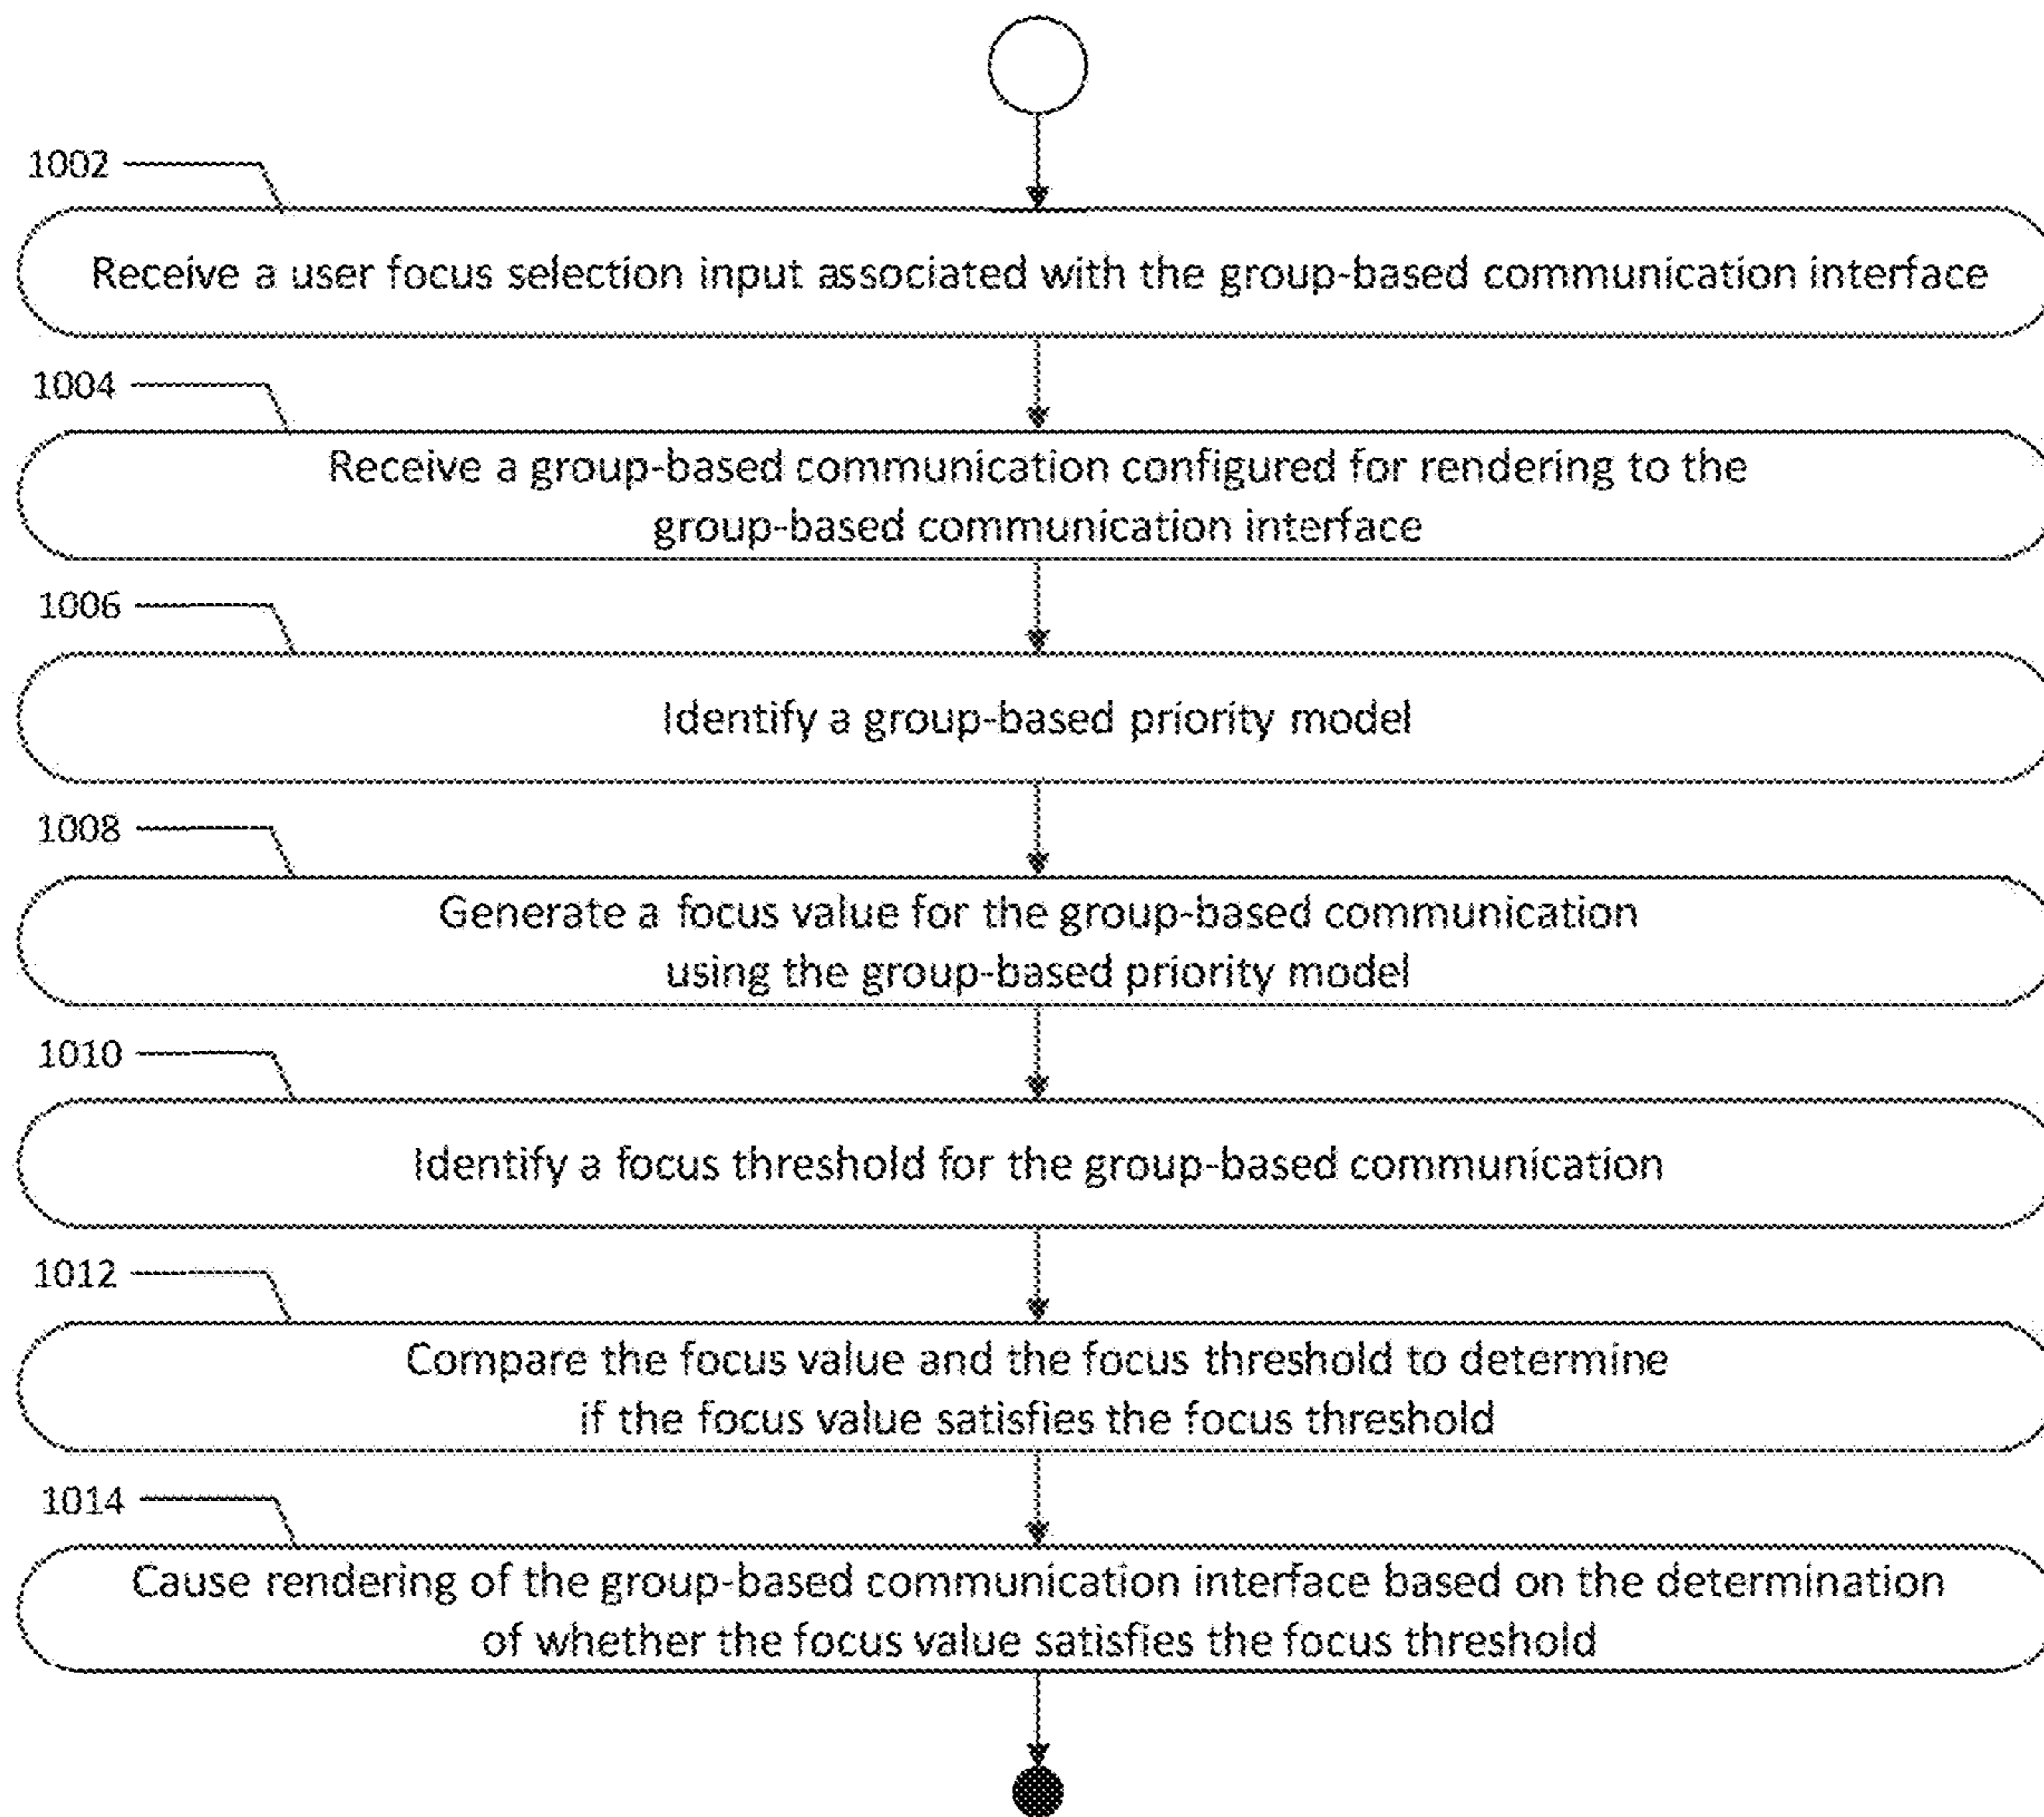 1002
Receive a user focus selection input associated with the group-based communication interface
1004
Receive a group-based communication configured for rendering to the
group-based communication interface
1006
Identify a group-based priority model
1008
Generate a focus value for the group-based communication
using the group-based priority model
1010
Identify a focus threshold for the group-based communication
1012
Compare the focus value and the focus threshold to determine
if the focus value satisfies the focus threshold
1014
Cause rendering of the group-based communication interface based on the determination
of whether the focus value satisfies the focus threshold